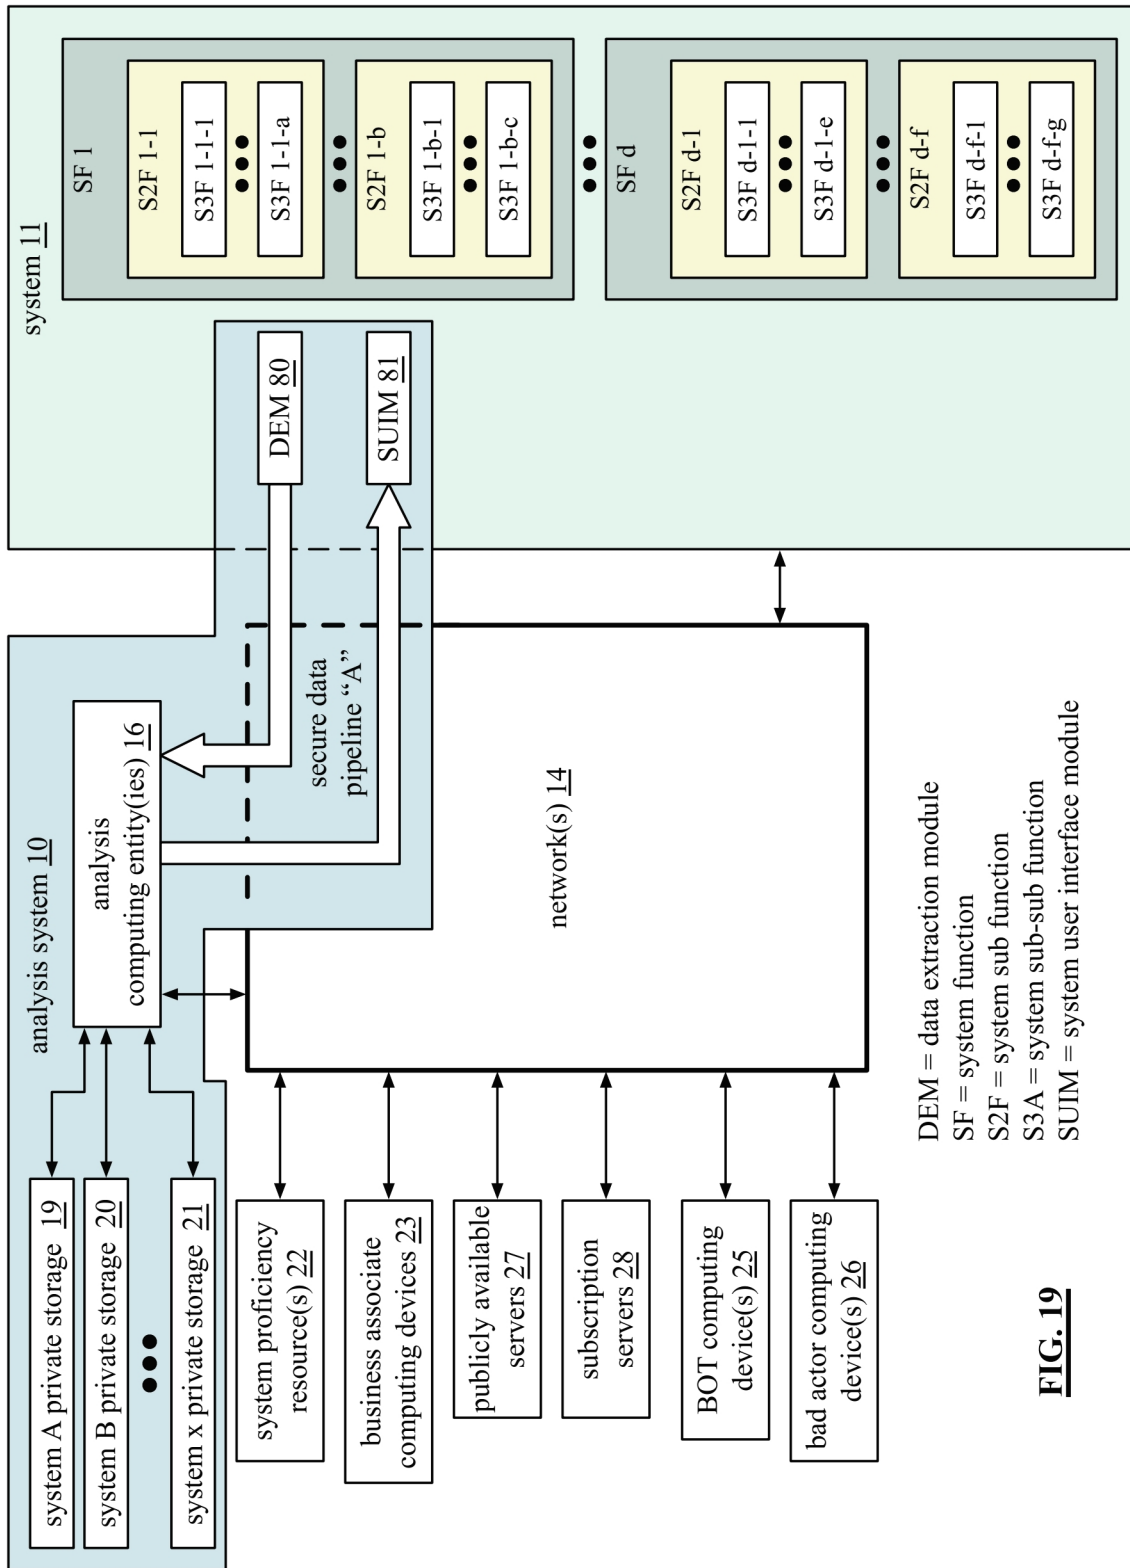 analysis system 10
system A private storage 19
system B private storage 20
system x private storage 21
analysis
computing entity(ies) 16
system proficiency
resource(s) 22
business associate
computing devices 23
publicly available
servers 27
subscription
servers 28
BOT computing
device(s) 25
bad actor computing
device(s) 26
network(s) 14
secure data
pipeline “A”
DEM 80
SUIM 81
system 11
SF 1
S2F 1-1
S3F 1-1-1
S3F 1-1-a
S2F 1-b
S3F 1-b-1
S3F 1-b-c
SF d
S2F d-1
S3F d-1-1
S3F d-1-e
S2F d-f
S3F d-f-1
S3F d-f-g
DEM = data extraction module
SF = system function
S2F = system sub function
S3A = system sub-sub function
SUIM = system user interface module
FIG. 19